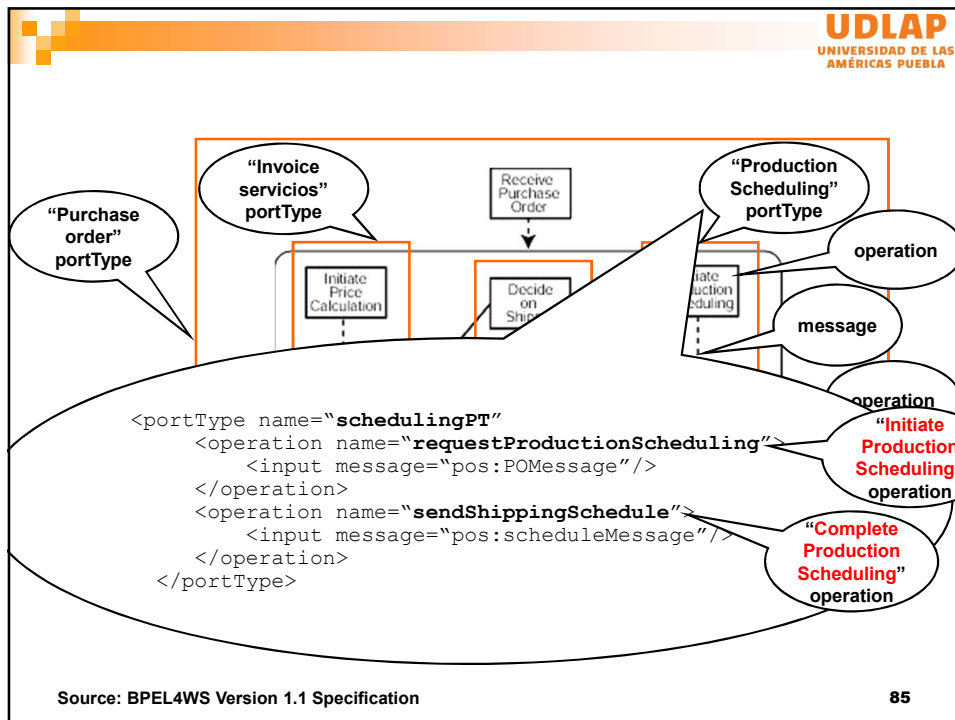 UDLAP
UNIVERSIDAD DE LAS
AMÉRICAS PUEBLA
“Invoice
servicios”
portType
Receive
Purchase
Order
“Production
Scheduling”
portType
“Purchase
order”
portType
operation
Initiate
Price
Calculation
Decide
on
message
operation
<portType name=“schedulingPT”
<operation name=“requestProductionScheduling”>
<input message=“pos:POMessage”/>
</operation>
<operation name=“sendShippingSchedule”>
<input message=“pos:scheduleMessage”/>
</operation>
</portType>
“Initiate
Production
Scheduling
operation
“Complete
Production
Scheduling”
operation
Source: BPEL4WS Version 1.1 Specification
85